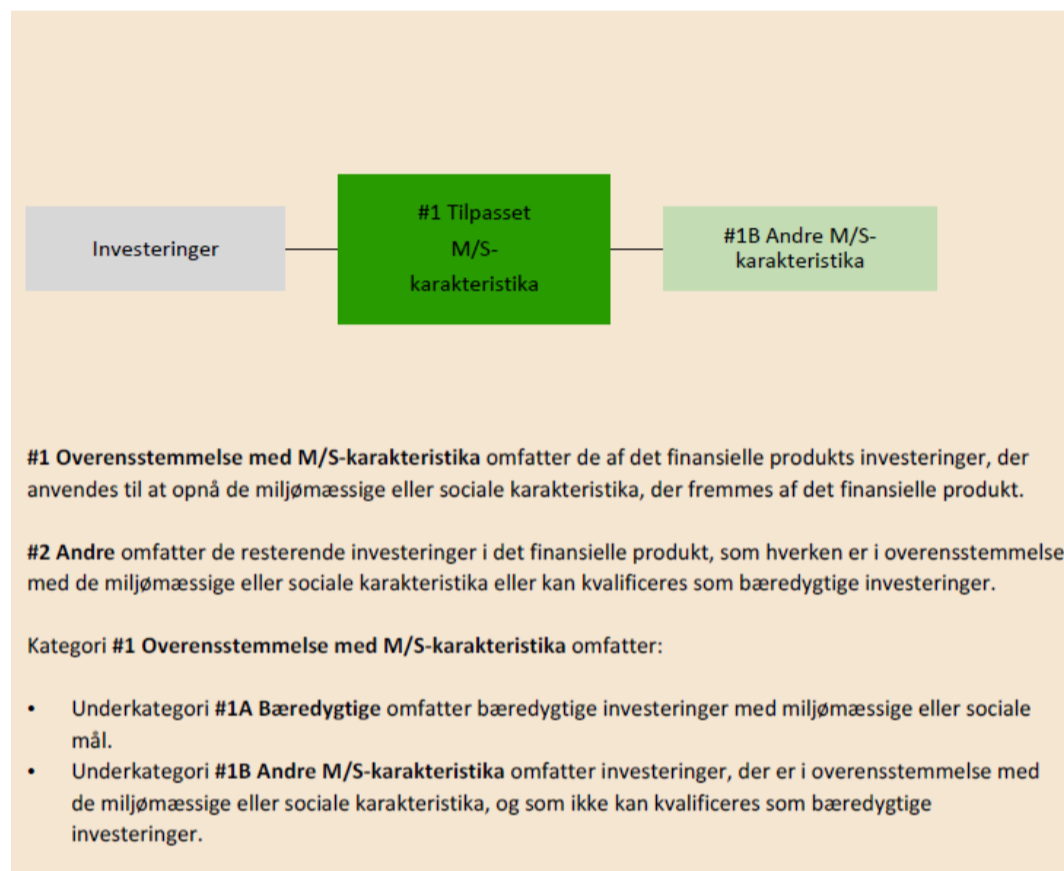 Investeringer
#1 Tilpasset
M/S-
karakteristika
#1B Andre M/S-
karakteristika
#1 Overensstemmelse med M/S-karakteristika omfatter de af det finansielle produkts investeringer, der
anvendes til at opnå de miljømæssige eller sociale karakteristika, der fremmes af det finansielle produkt.
#2 Andre omfatter de resterende investeringer i det finansielle produkt, som hverken er i overensstemmelse
med de miljømæssige eller sociale karakteristika eller kan kvalificeres som bæredygtige investeringer.
Kategori #1 Overensstemmelse med M/S-karakteristika omfatter:
• Underkategori #1A Bæredygtige omfatter bæredygtige investeringer med miljømæssige eller sociale
mål.
• Underkategori #1B Andre M/S-karakteristika omfatter investeringer, der er i overensstemmelse med
de miljømæssige eller sociale karakteristika, og som ikke kan kvalificeres som bæredygtige
investeringer.